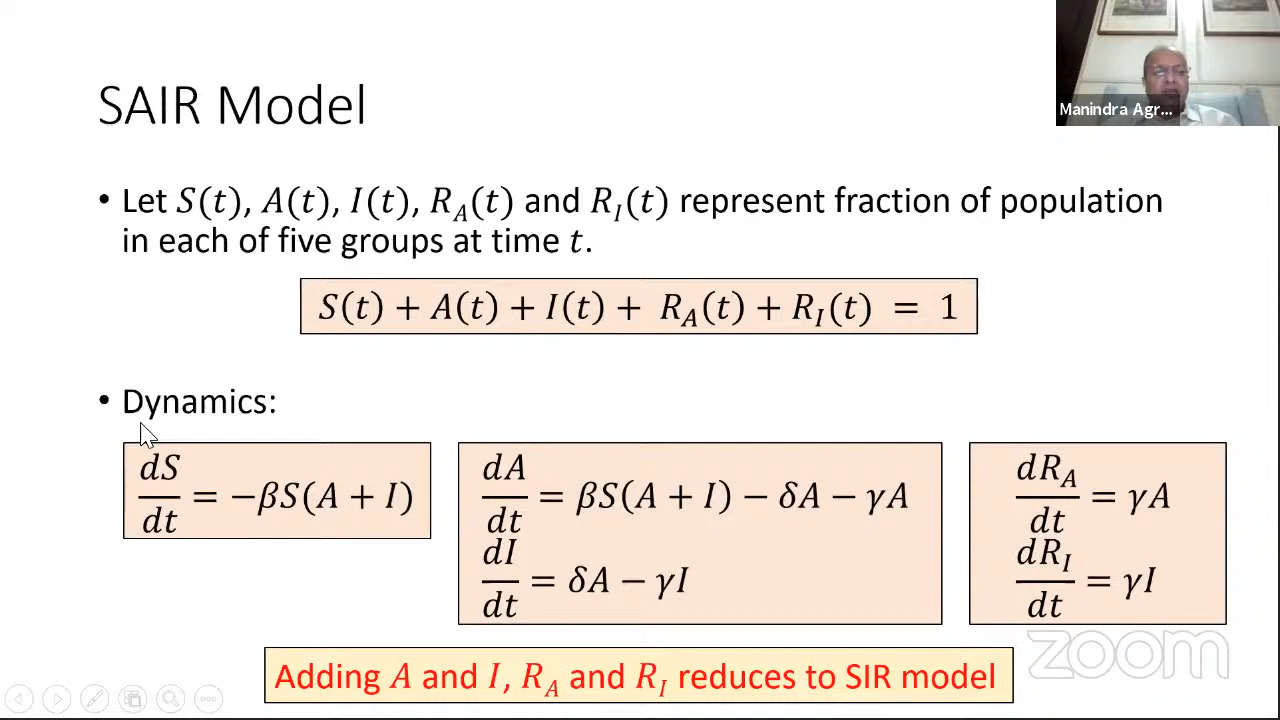 Manindra Agr...
SAIR Model
• Let S(t), A(t), I(t), R_A(t) and R_I(t) represent fraction of population
in each of five groups at time t.
S(t) + A(t) + I(t) + R_A(t) + R_I(t) = 1
• Dynamics:
dS/dt = −βS(A + I)
dA/dt = βS(A + I) − δA − γA
dI/dt = δA − γI
dR_A/dt = γA
dR_I/dt = γI
zoom
Adding A and I, R_A and R_I reduces to SIR model